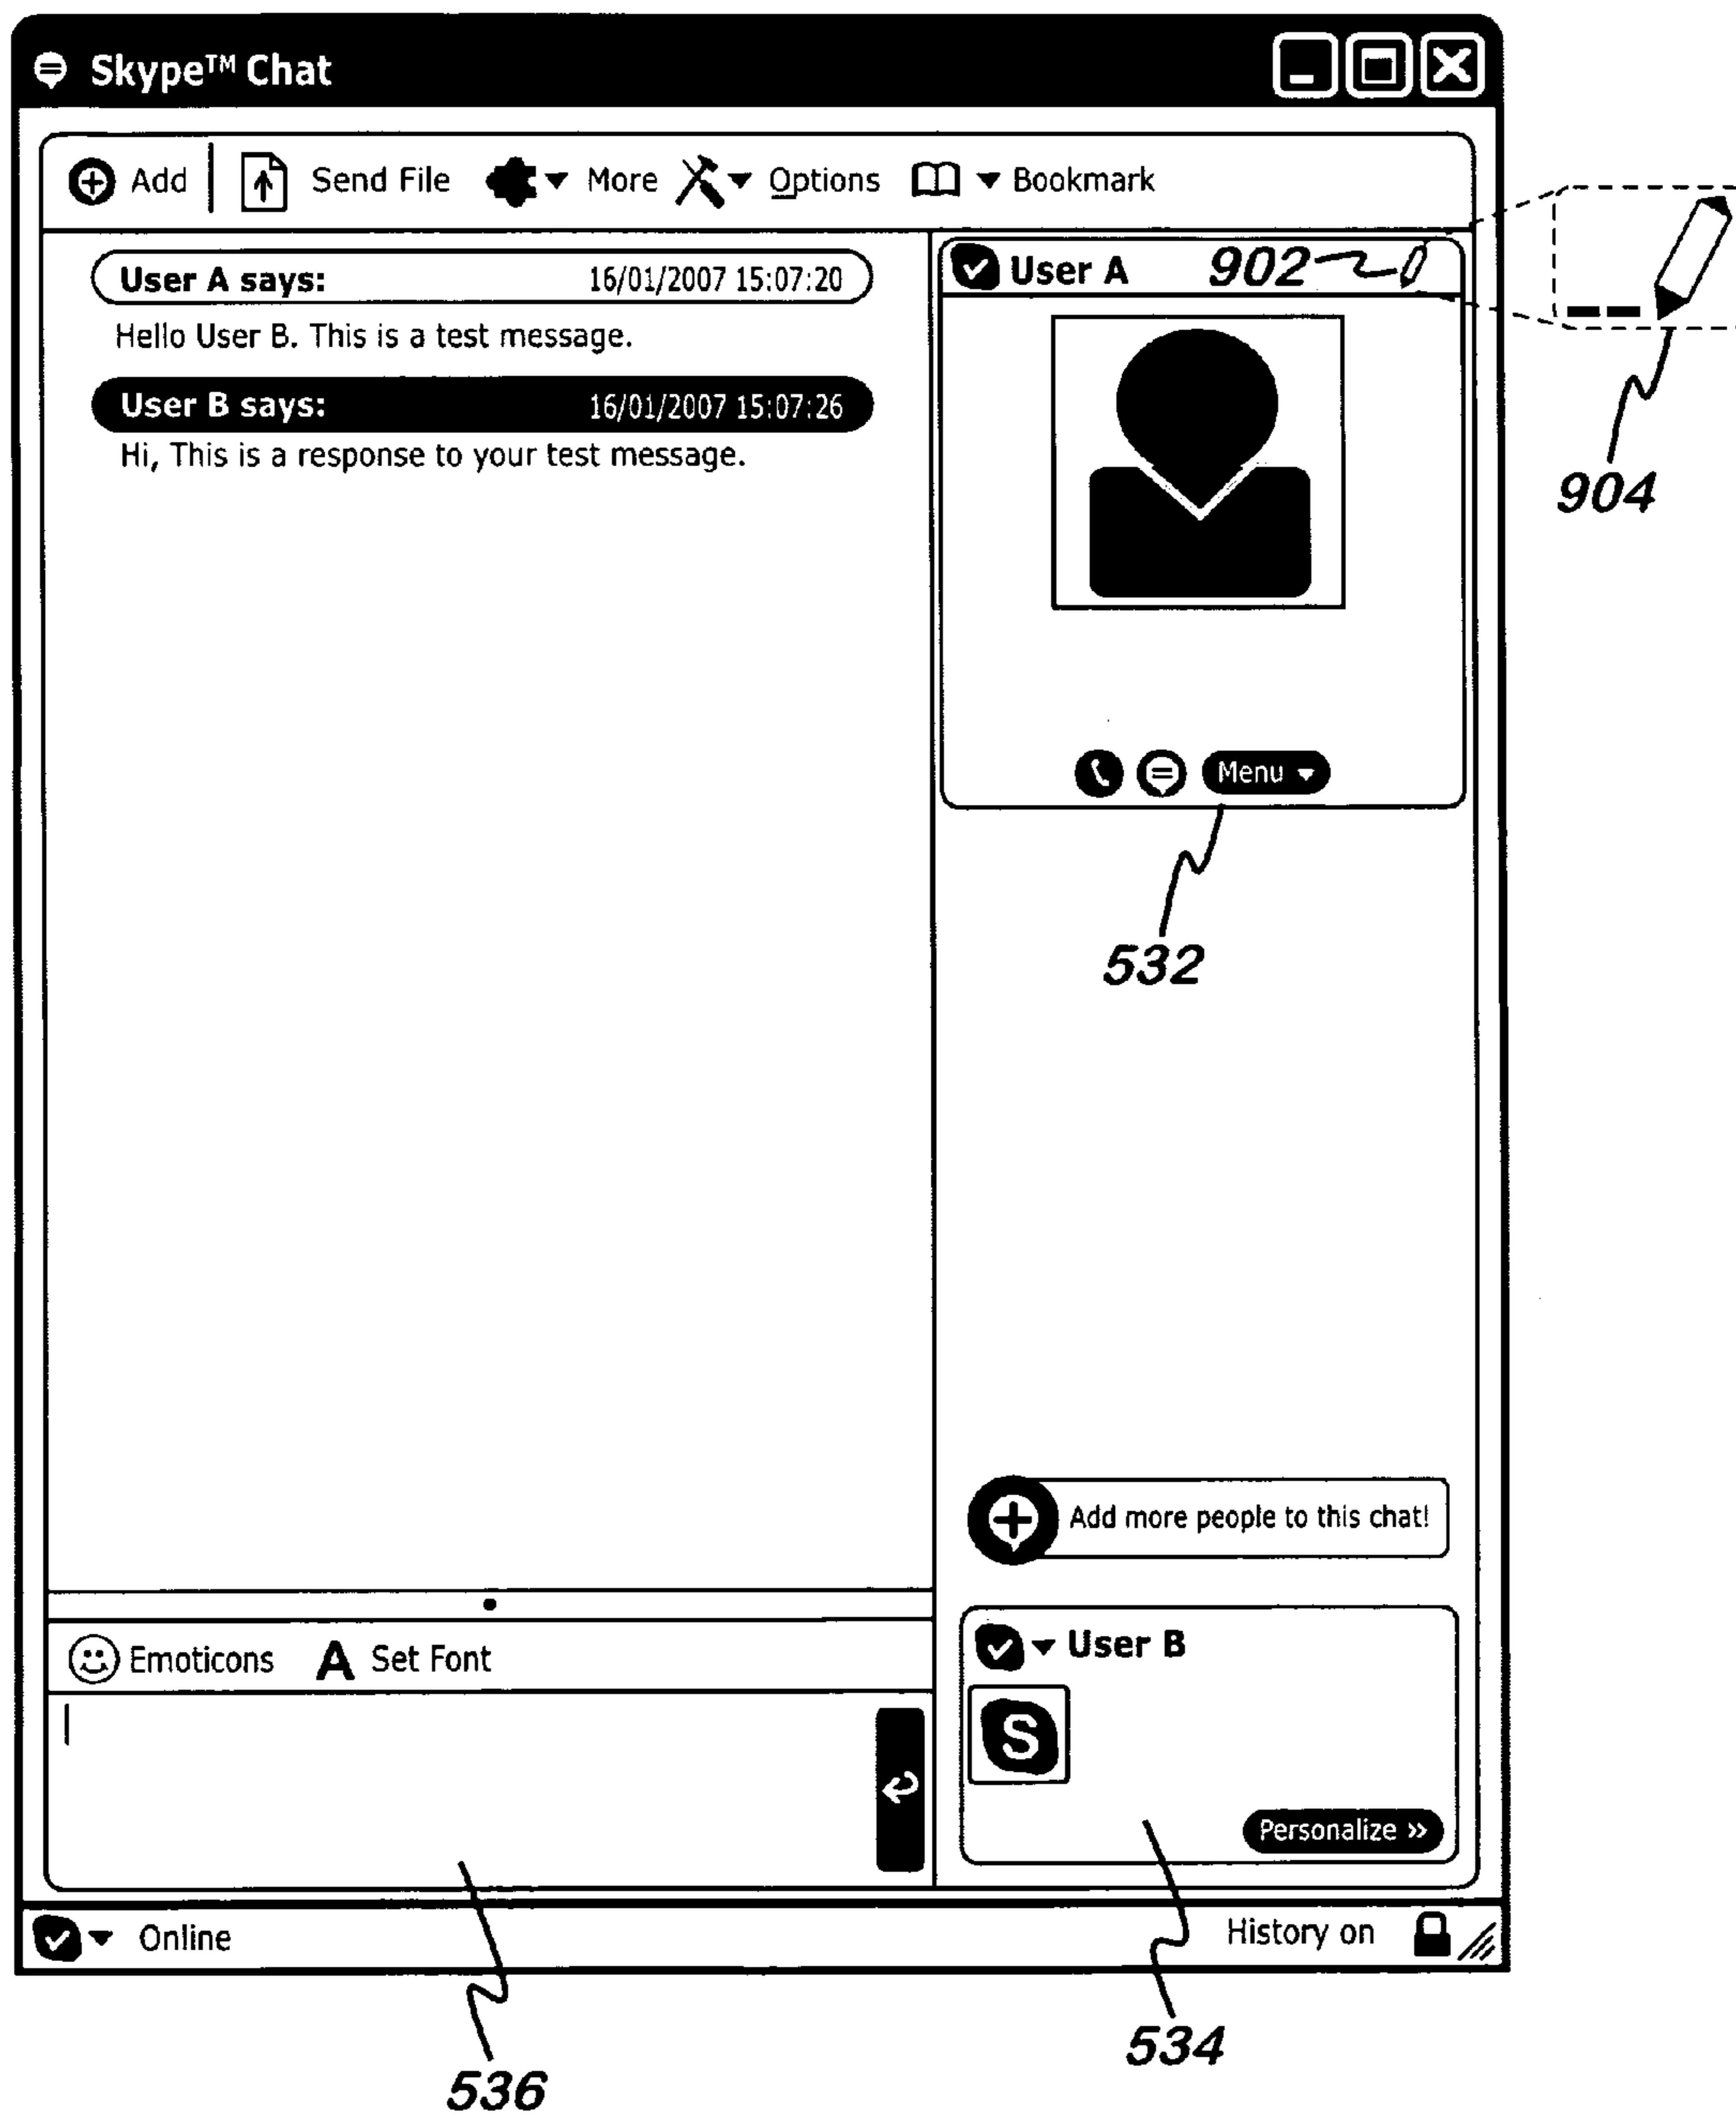 Skype™ Chat
Add Send File More Options Bookmark
User A says: 16/01/2007 15:07:20
Hello User B. This is a test message.
User B says: 16/01/2007 15:07:26
Hi, This is a response to your test message.
User A 902
904
Menu
532
Add more people to this chat!
Emoticons A Set Font
User B
S
Personalize »
Online History on
534
536